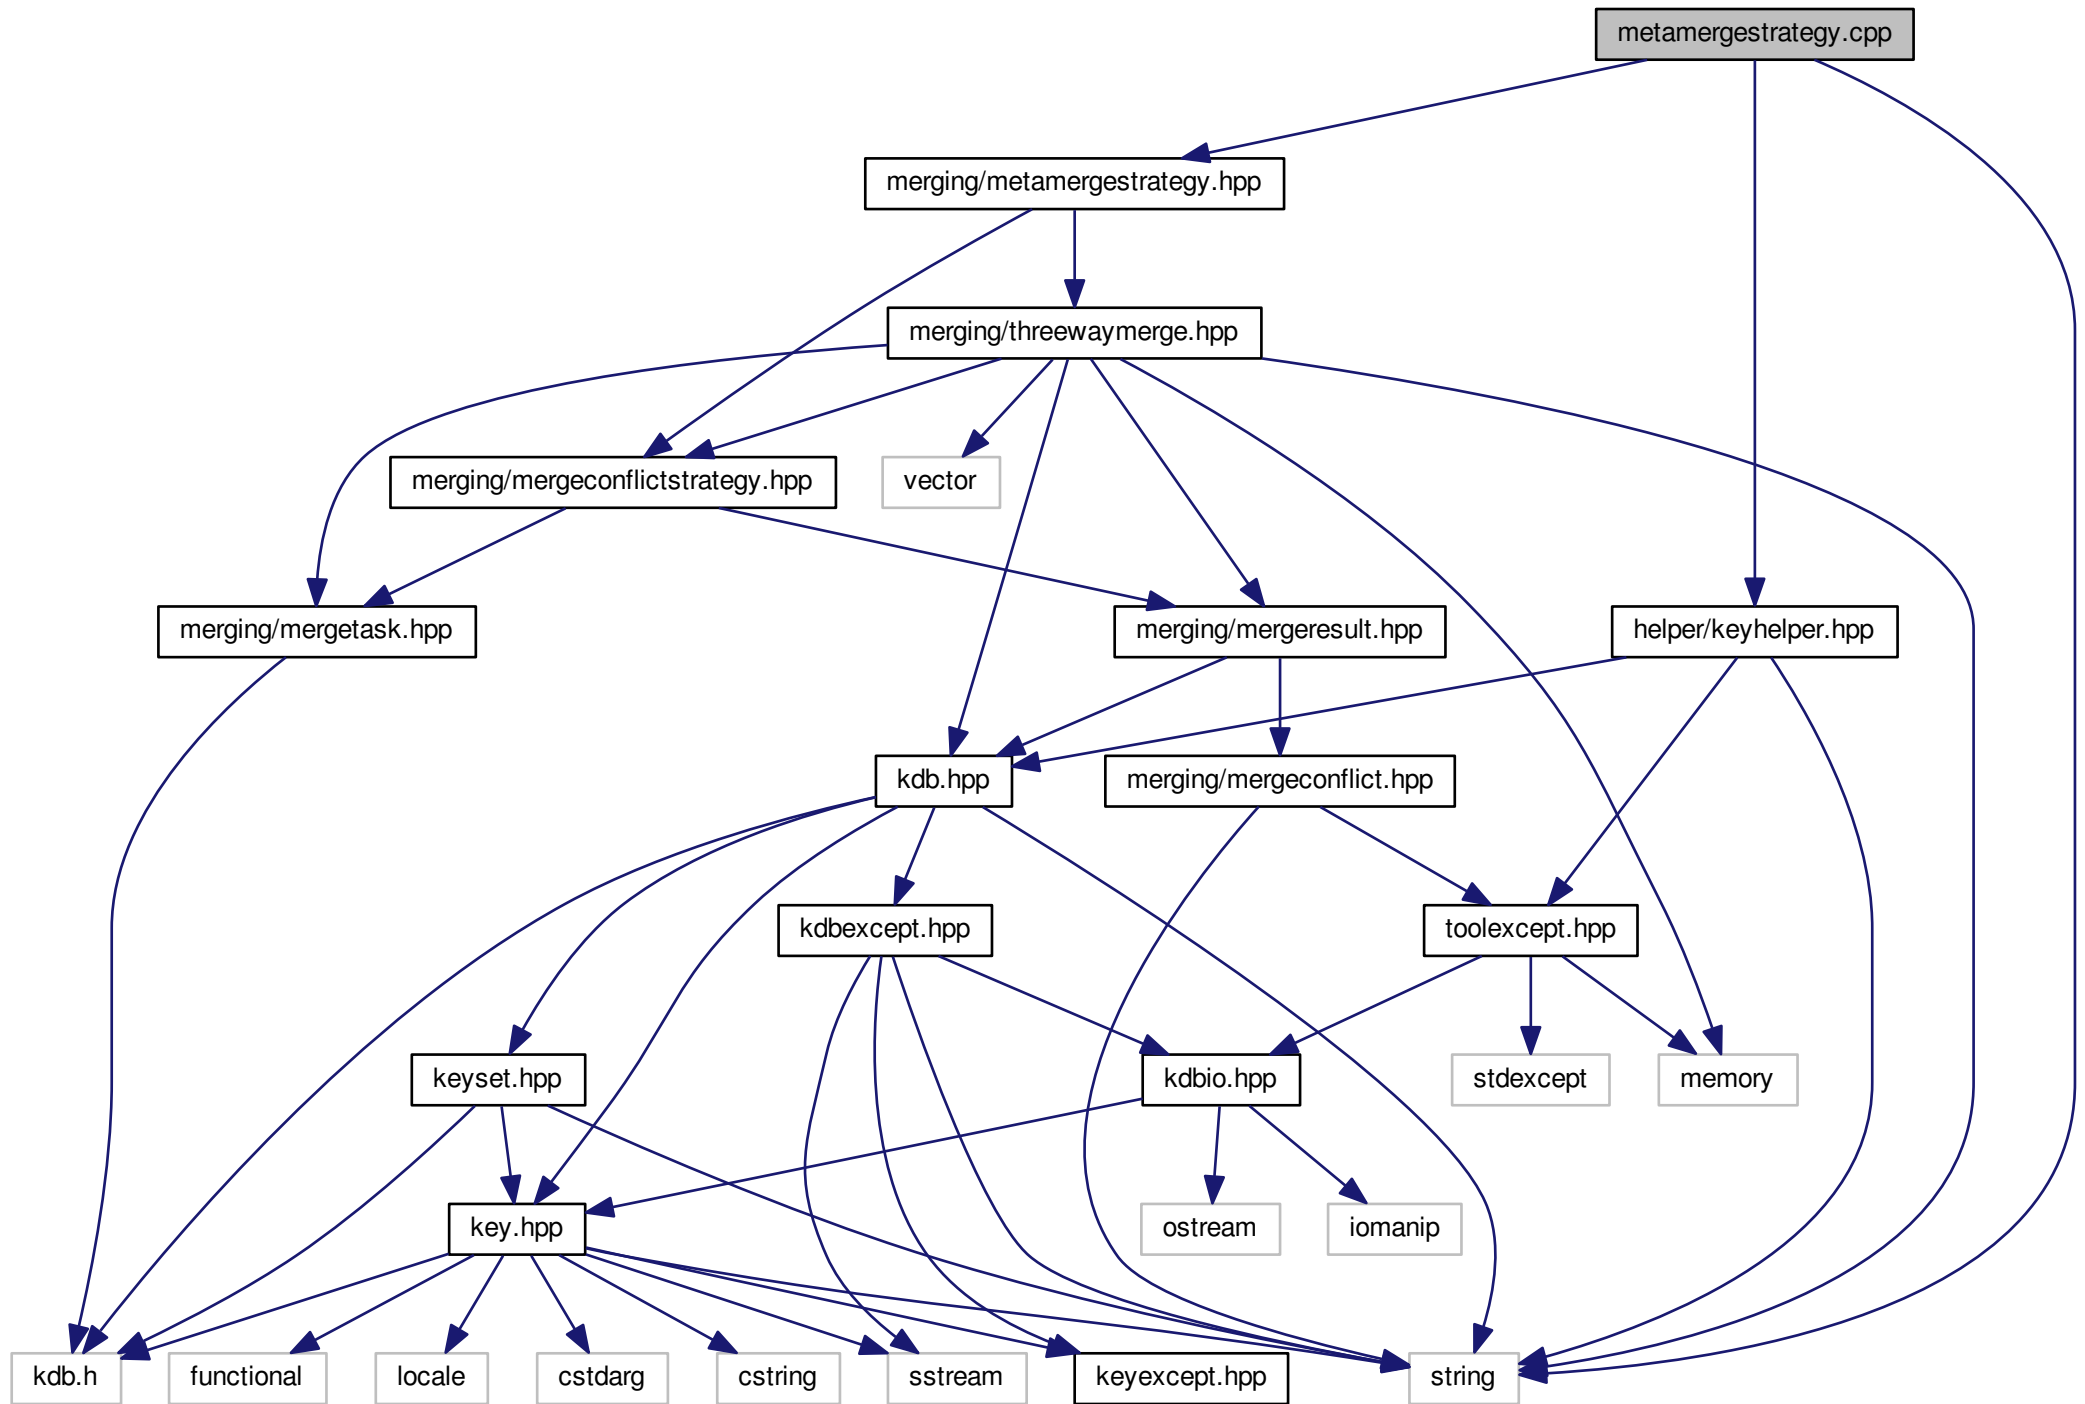 metamergestrategy.cpp
merging/metamergestrategy.hpp
merging/threewaymerge.hpp
merging/mergeconflictstrategy.hpp
vector
merging/mergetask.hpp
merging/mergeresult.hpp
helper/keyhelper.hpp
kdb.hpp
merging/mergeconflict.hpp
kdbexcept.hpp
toolexcept.hpp
keyset.hpp
kdbio.hpp
stdexcept
memory
key.hpp
ostream
iomanip
kdb.h
functional
locale
cstdarg
cstring
sstream
keyexcept.hpp
string